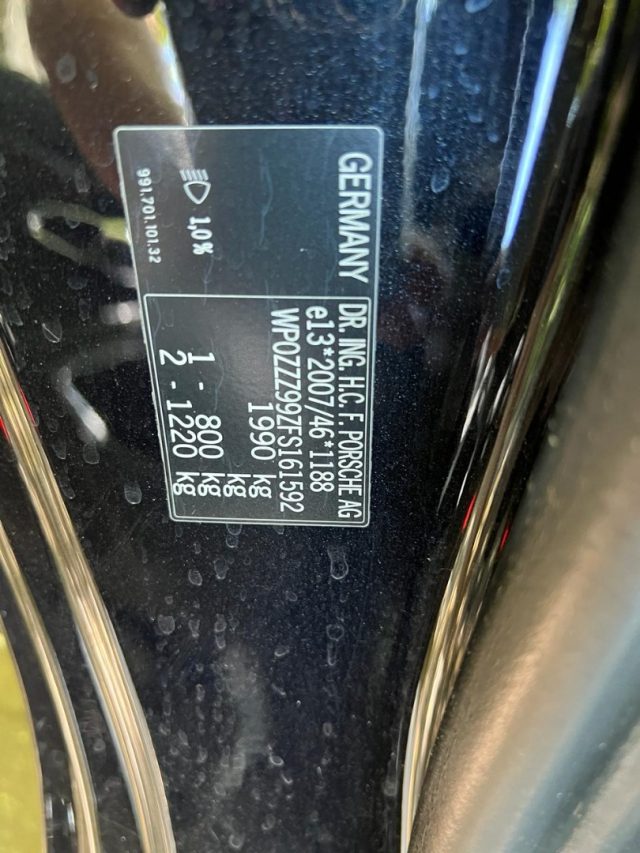 GERMANY
1,0%
991.701.101.32
DR. ING. H.C. F. PORSCHE AG
e13*2007/46*1188
WP0ZZZ99ZFS161592
1990 kg
kg
1 - 800 kg
2 - 1220 kg